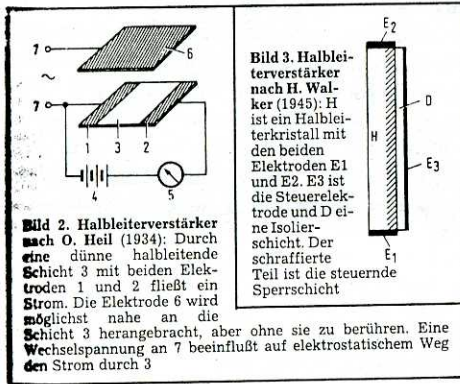 7
6
7
1
3
2
4
5
Bild 2. Halbleiterverstärker
nach O. Heil (1934): Durch
eine dünne halbleitende
Schicht 3 mit beiden Elek-
troden 1 und 2 fließt ein
Strom. Die Elektrode 6 wird
möglichst nahe an die
Schicht 3 herangebracht, aber ohne sie zu berühren. Eine
Wechselspannung an 7 beeinflußt auf elektrostatischem Weg
den Strom durch 3
Bild 3. Halblei-
terverstärker
nach H. Wal-
ker (1945): H
ist ein Halblei-
terkristall mit
den beiden
Elektroden E1
und E2. E3 ist
die Steuerelek-
trode und D ei-
ne Isolier-
schicht. Der
schraffierte
Teil ist die steuernde
Sperrschicht
E2
H
D
E3
E1